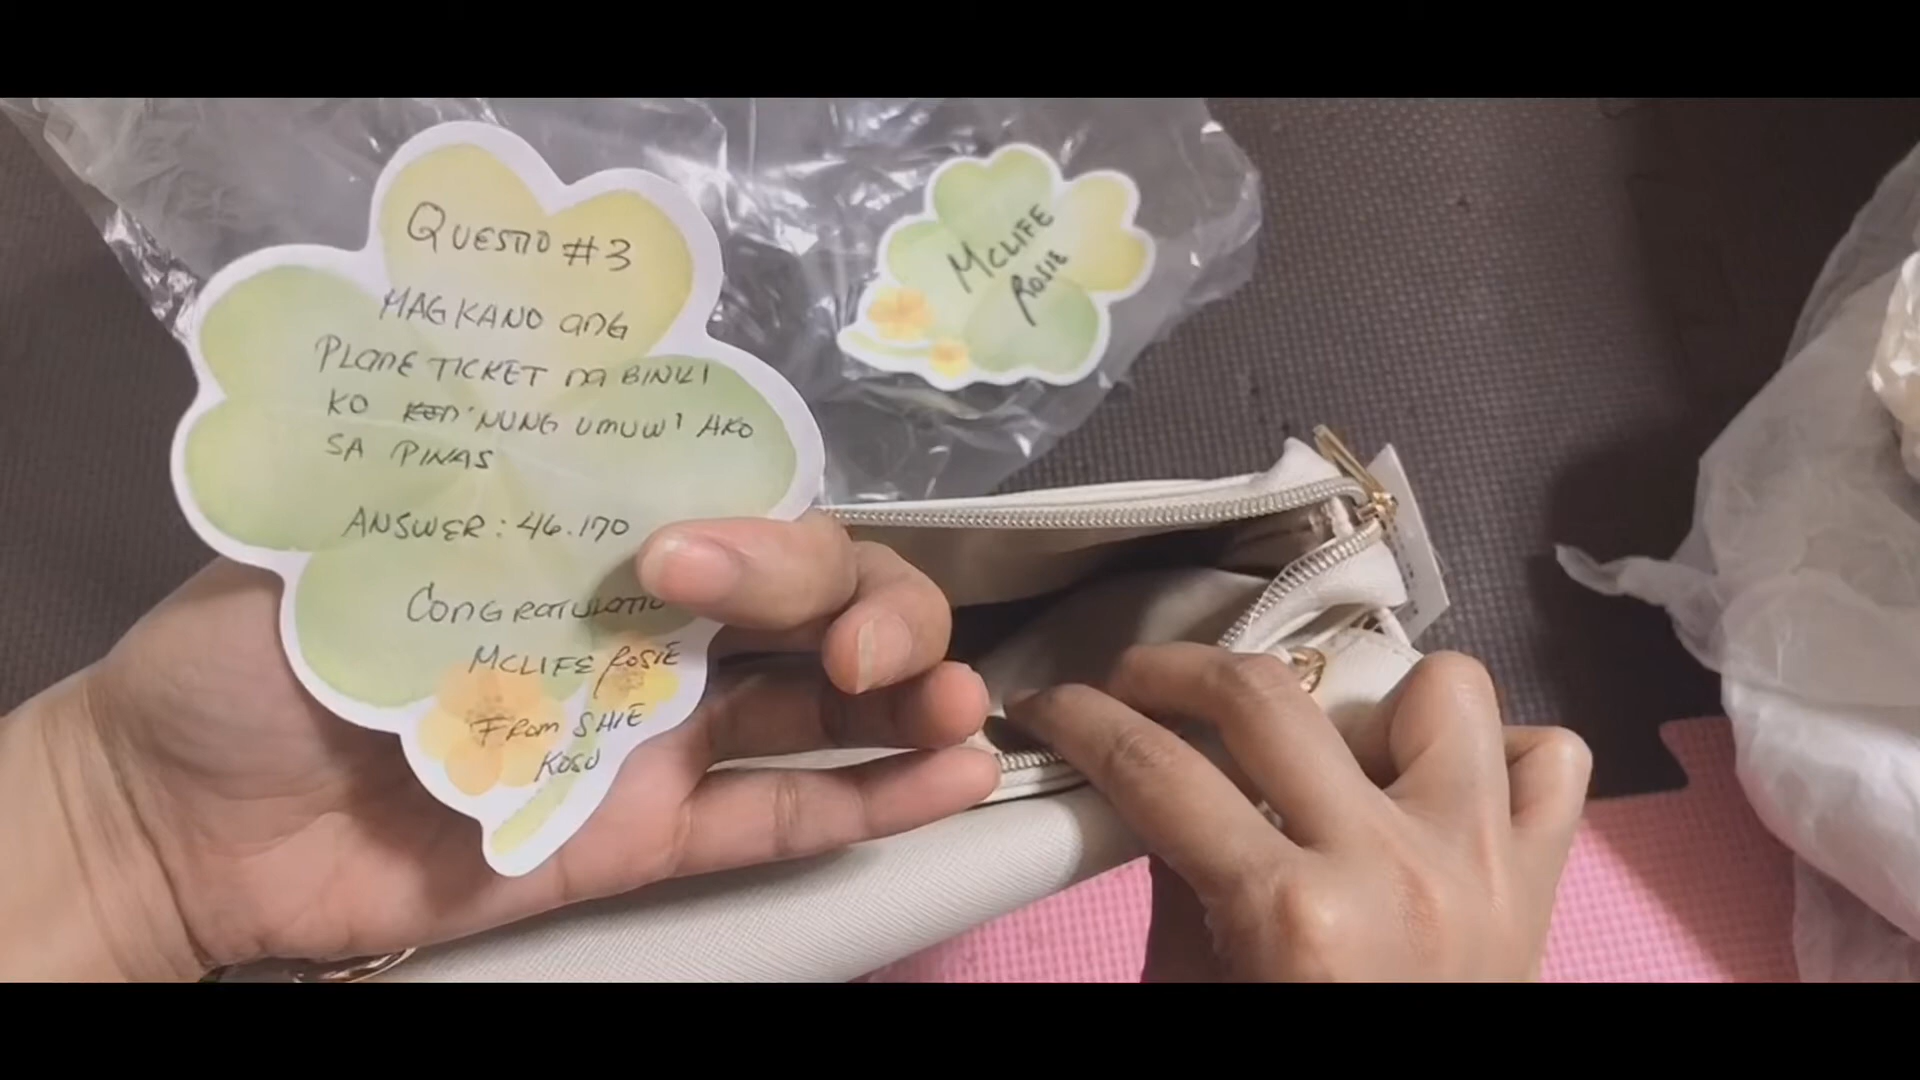 QUESTIO #3
MAGKANO ANG
PLANE TICKET NA BINILI
KO NUNG UMUWI AKO
SA PINAS
ANSWER: 46.170
CONGRATULATIO
MCLIFE ROSIE
FROM SHIE
KOSO
MCLIFE
ROSIE